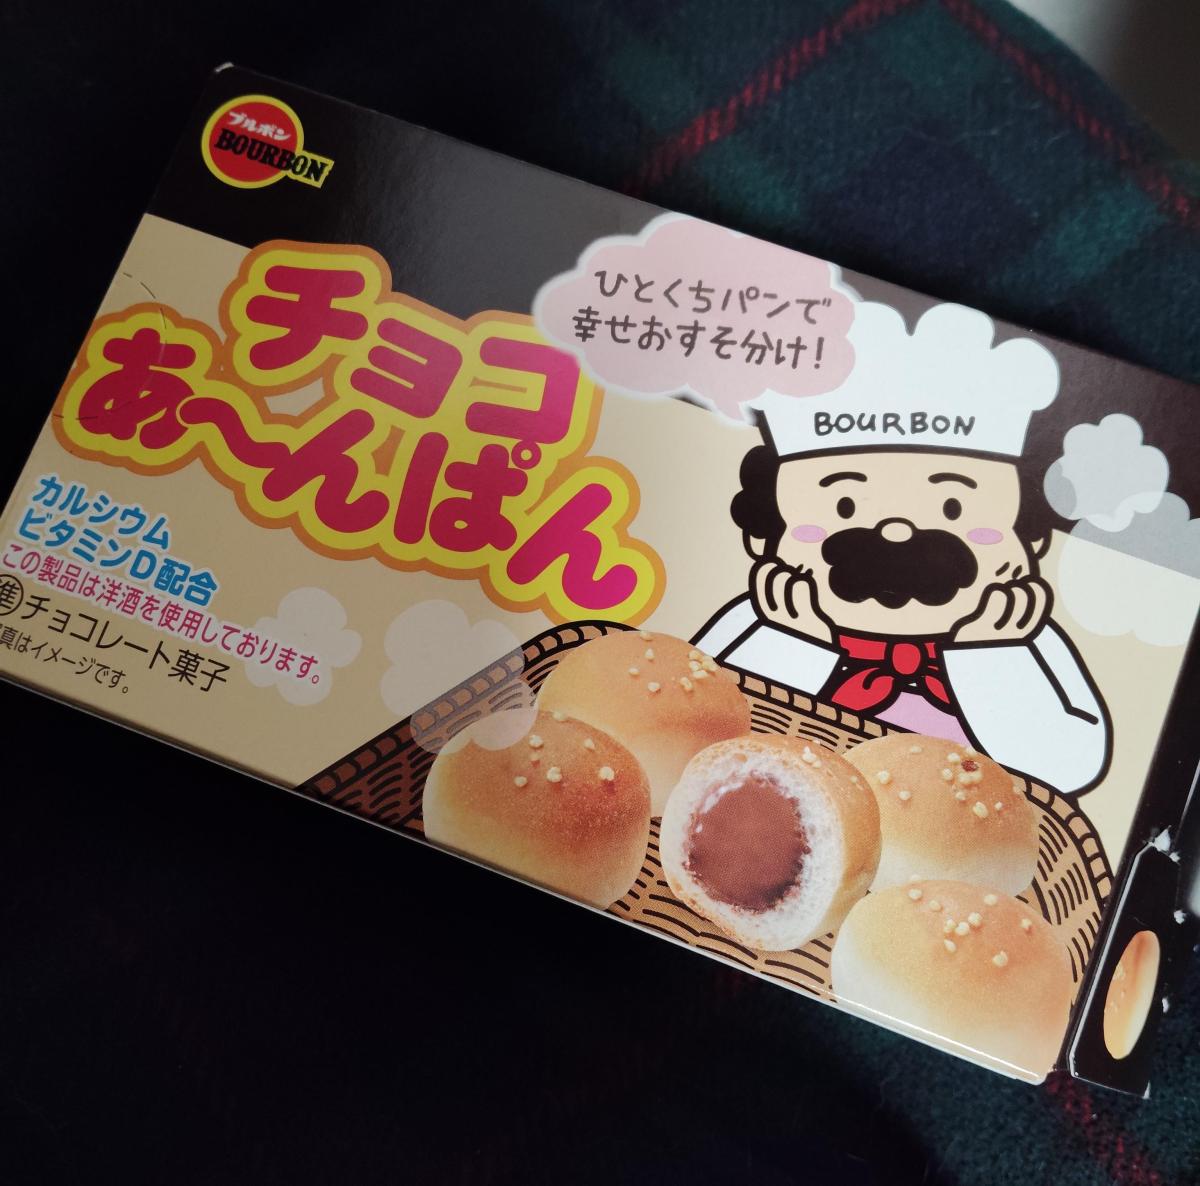 ブルボン
BOURBON
チョコ
あ〜んぱん
ひとくちパンで
幸せおすそ分け！
BOURBON
カルシウム
ビタミンD配合
この製品は洋酒を使用しております。
準チョコレート菓子
真はイメージです。